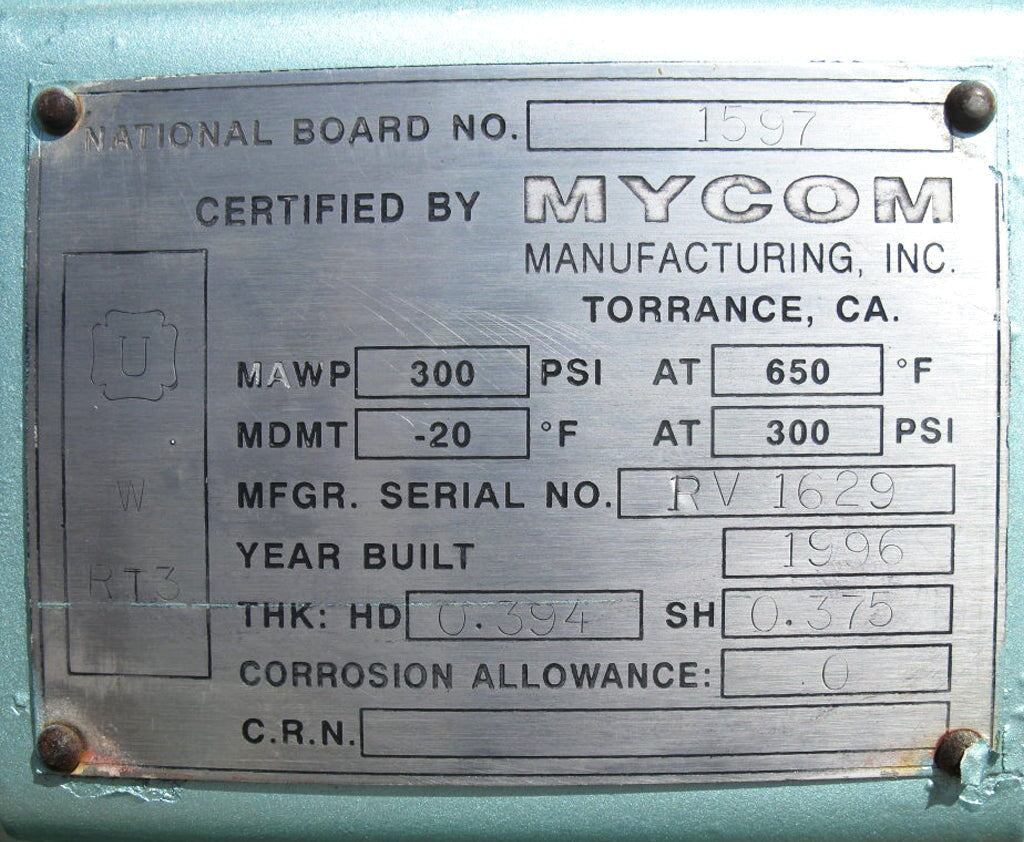 NATIONAL BOARD NO. 1597
CERTIFIED BY MYCOM
MANUFACTURING, INC.
TORRANCE, CA.
U
W
RT3
MAWP 300 PSI AT 650 °F
MDMT -20 °F AT 300 PSI
MFGR. SERIAL NO. RV 1629
YEAR BUILT 1996
THK: HD 0.394 SH 0.375
CORROSION ALLOWANCE: 0
C.R.N.